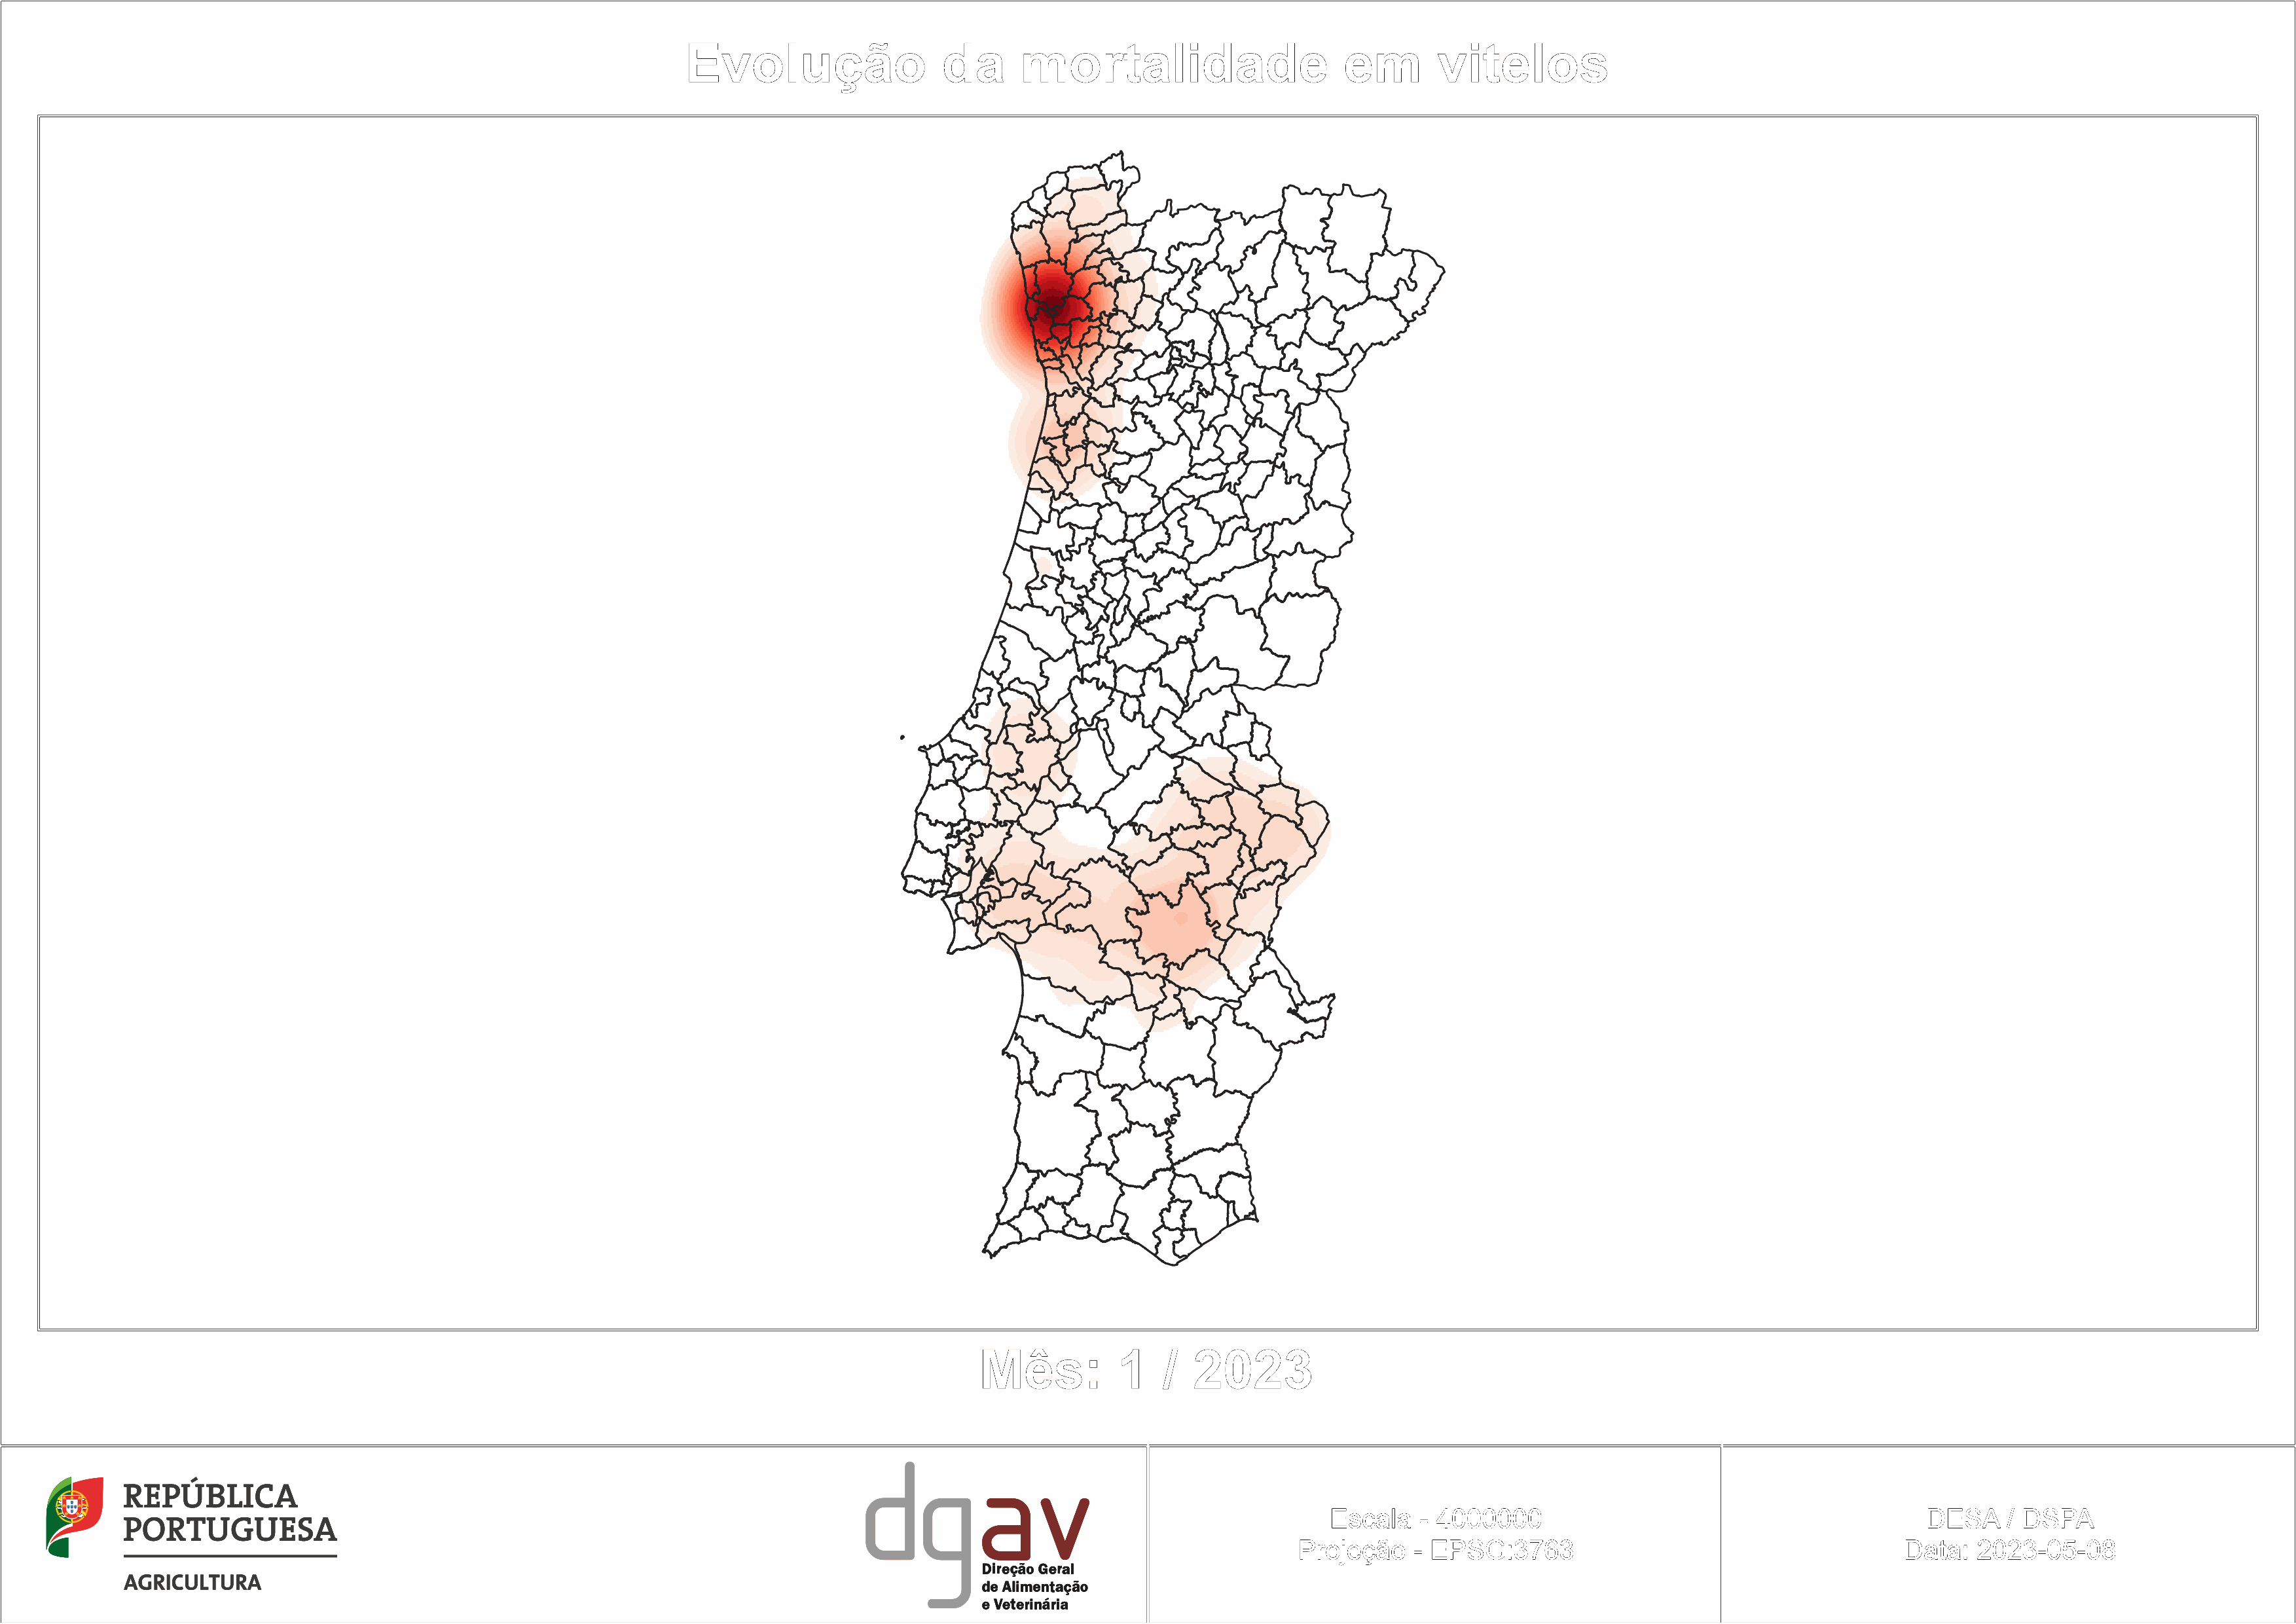 Evolução da mortalidade em vitelos
Mês: 1 / 2023
REPÚBLICA
PORTUGUESA
AGRICULTURA
dgav
Direção Geral
de Alimentação
e Veterinária
Escala - 4000000
Projeção - EPSG:3763
DESA / DSPA
Data: 2023-05-08